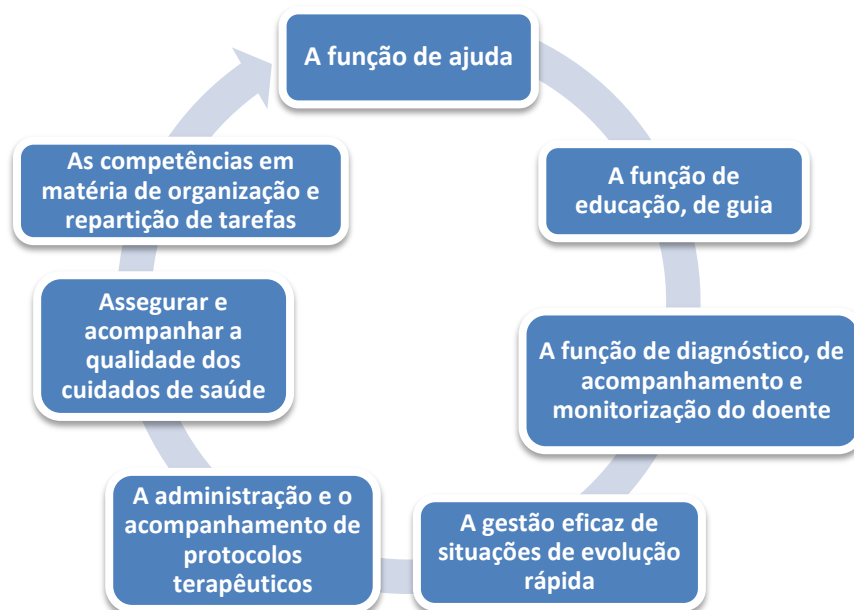 A função de ajuda
A função de
educação, de guia
A função de diagnóstico, de
acompanhamento e
monitorização do doente
A gestão eficaz de
situações de evolução
rápida
A administração e o
acompanhamento de
protocolos
terapêuticos
Assegurar e
acompanhar a
qualidade dos
cuidados de saúde
As competências em
matéria de organização e
repartição de tarefas